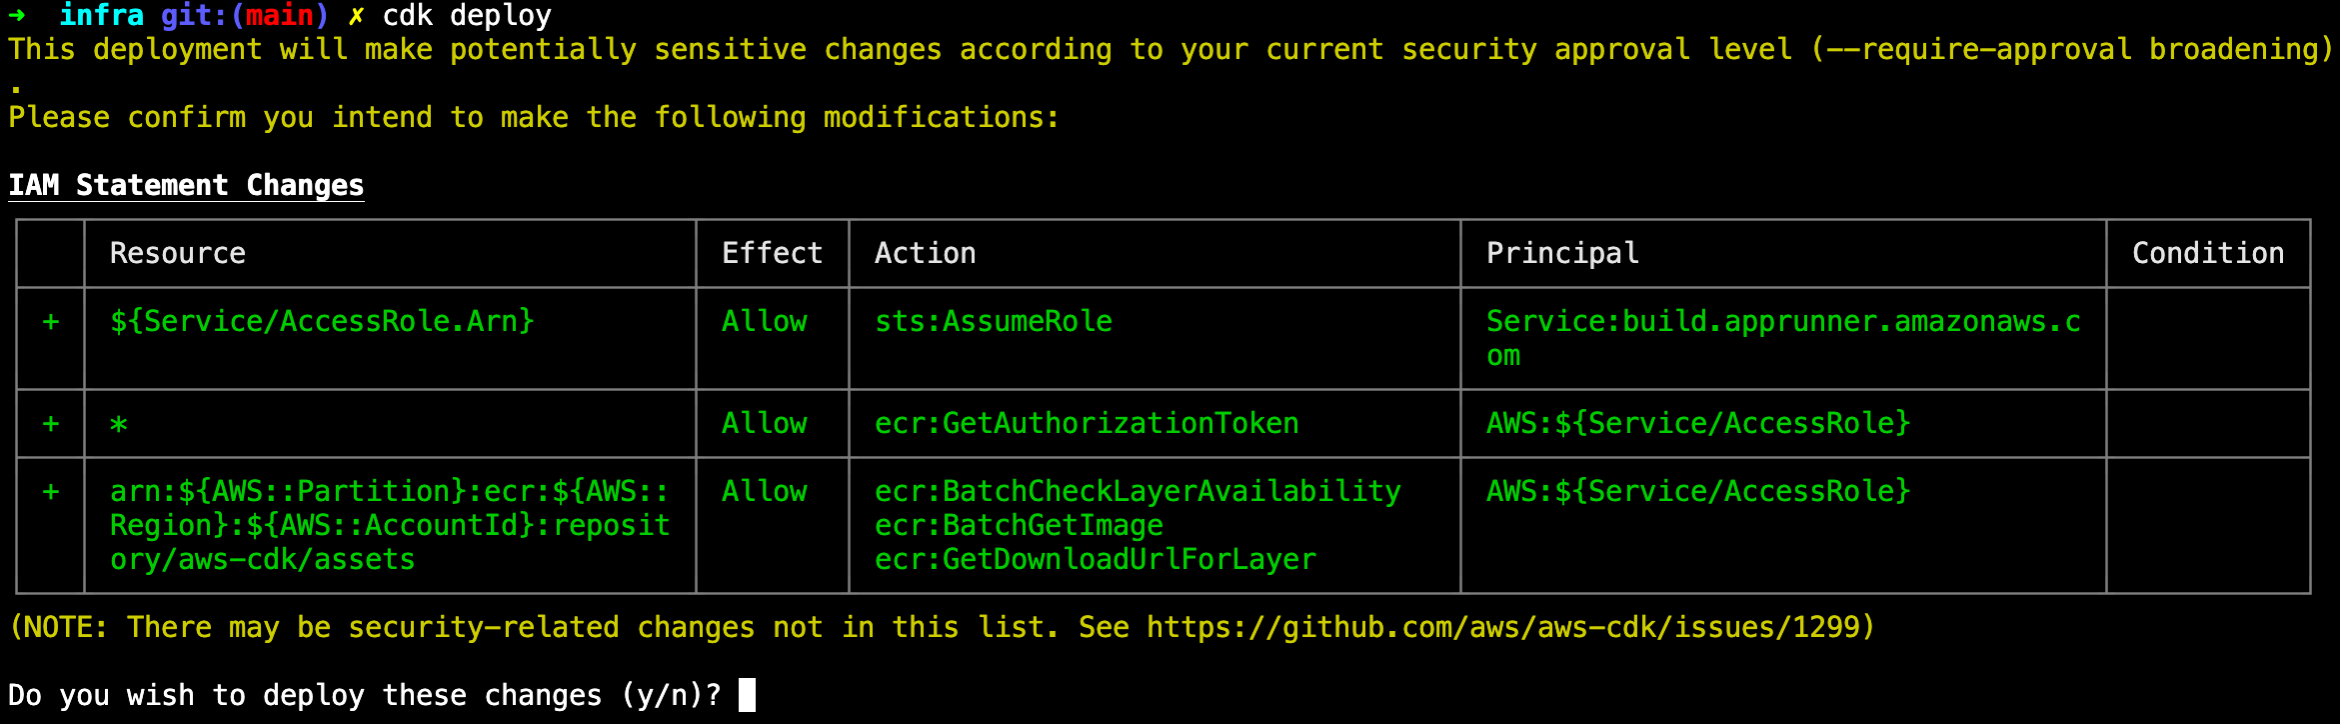 → infra git:(main) ✗ cdk deploy
This deployment will make potentially sensitive changes according to your current security approval level (--require-approval broadening)
.
Please confirm you intend to make the following modifications:
IAM Statement Changes
Resource Effect Action Principal Condition
+ ${Service/AccessRole.Arn} Allow sts:AssumeRole Service:build.apprunner.amazonaws.c
om
+ * Allow ecr:GetAuthorizationToken AWS:${Service/AccessRole}
+ arn:${AWS::Partition}:ecr:${AWS:: Allow ecr:BatchCheckLayerAvailability AWS:${Service/AccessRole}
Region}:${AWS::AccountId}:reposit ecr:BatchGetImage
ory/aws-cdk/assets ecr:GetDownloadUrlForLayer
(NOTE: There may be security-related changes not in this list. See https://github.com/aws/aws-cdk/issues/1299)
Do you wish to deploy these changes (y/n)?